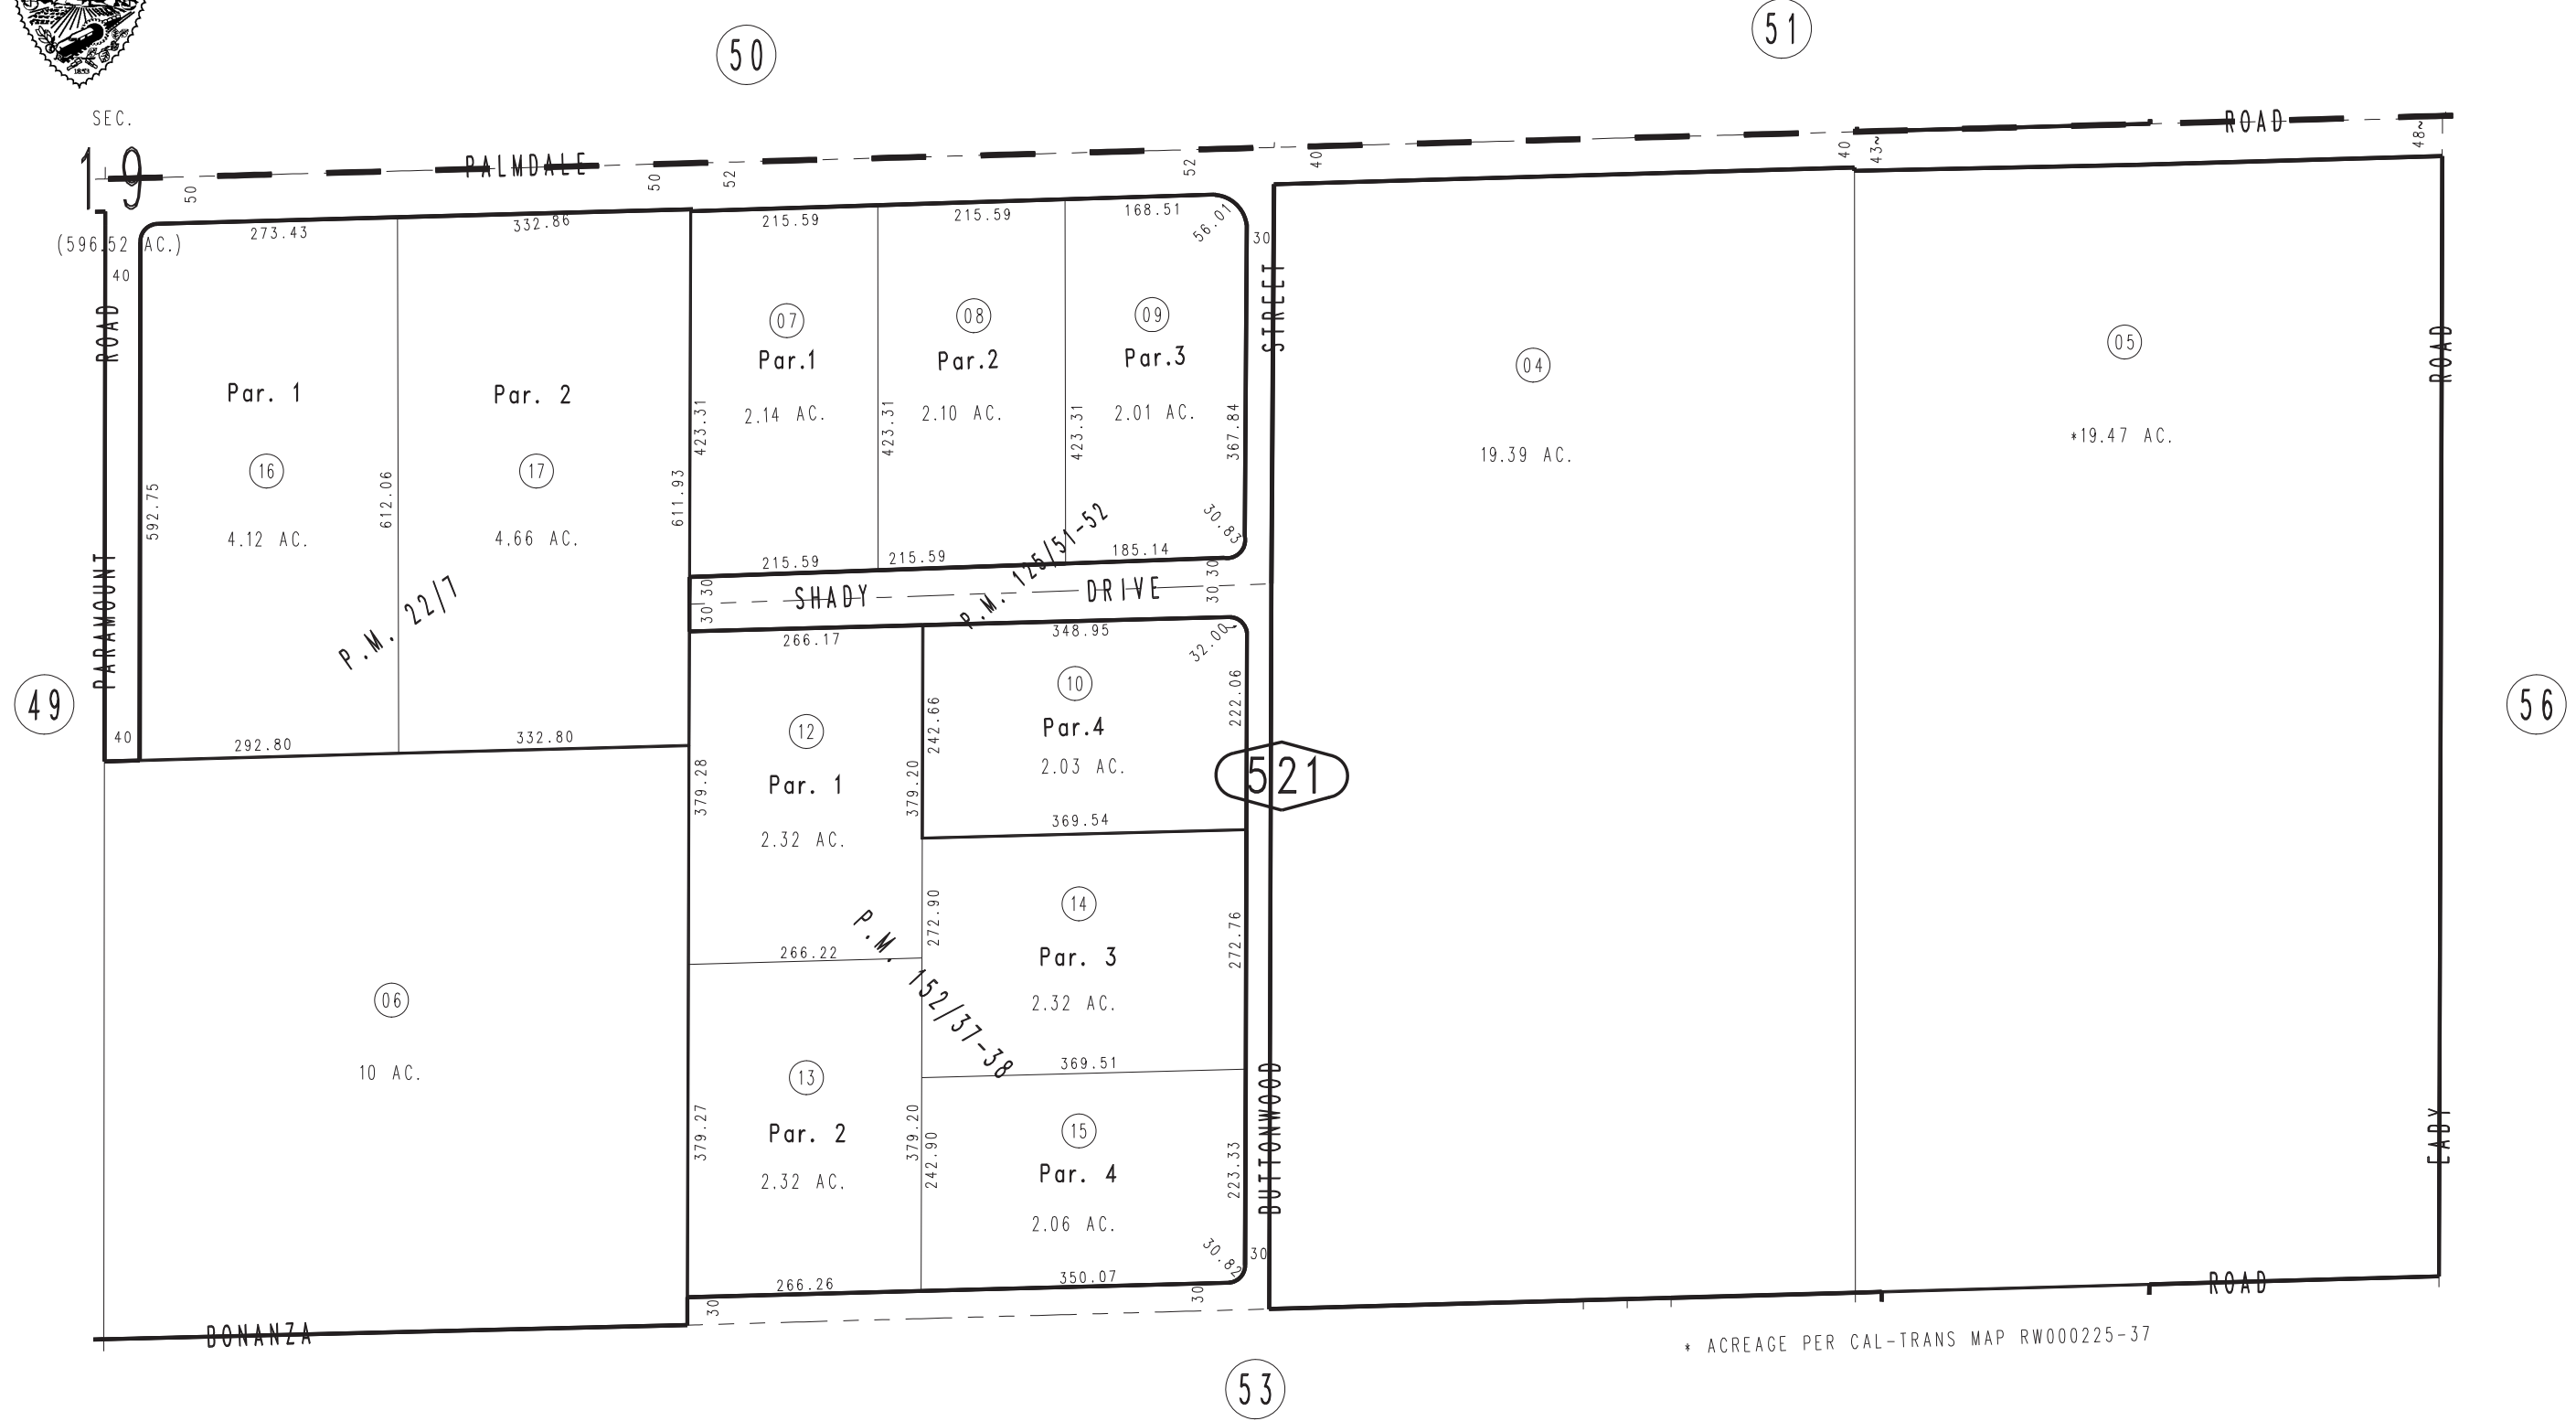 1853
50
51
SEC.
19
(596.52 AC.)
PALMDALE
ROAD
50
50
52
52
40
40
43~
48~
273.43
332.86
215.59
215.59
168.51
56.01
30
40
ROAD
PARAMOUNT
40
49
592.75
Par. 1
16
4.12 AC.
612.06
Par. 2
17
4.66 AC.
611.93
P.M. 22/7
292.80
332.80
423.31
07
Par.1
2.14 AC.
423.31
08
Par.2
2.10 AC.
423.31
09
Par.3
2.01 AC.
367.84
30.83
215.59
215.59
185.14
P.M. 126/51-52
30 30
SHADY
DRIVE
30 30
STREET
BUTTONWOOD
04
19.39 AC.
05
*19.47 AC.
ROAD
EADY
56
266.17
348.95
32.00
379.28
12
Par. 1
2.32 AC.
379.20
242.66
10
Par.4
2.03 AC.
222.06
369.54
521
266.22
272.90
14
Par. 3
2.32 AC.
272.76
369.51
P.M. 152/37-38
06
10 AC.
379.27
13
Par. 2
2.32 AC.
379.20
242.90
15
Par. 4
2.06 AC.
223.33
30.82
30
266.26
350.07
30
30
BONANZA
ROAD
* ACREAGE PER CAL-TRANS MAP RW000225-37
53